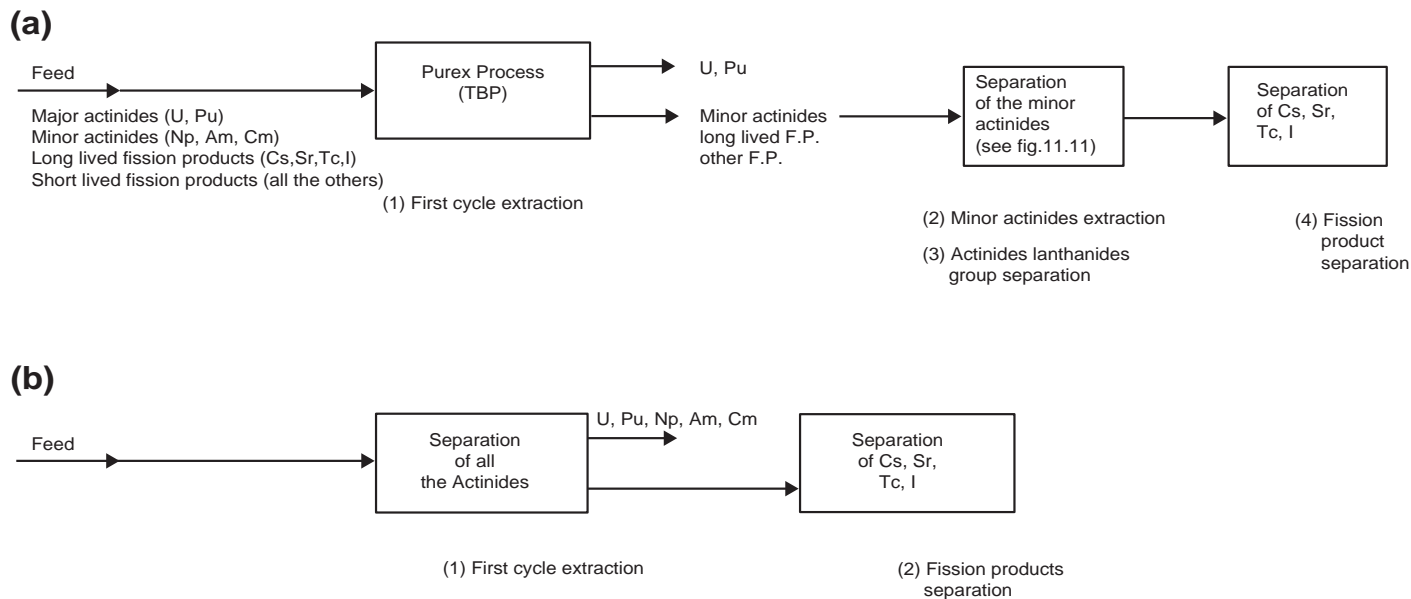 (a)
Feed
Major actinides (U, Pu)
Minor actinides (Np, Am, Cm)
Long lived fission products (Cs,Sr,Tc,I)
Short lived fission products (all the others)
Purex Process
(TBP)
(1) First cycle extraction
U, Pu
Minor actinides
long lived F.P.
other F.P.
Separation
of the minor
actinides
(see fig.11.11)
(2) Minor actinides extraction
(3) Actinides lanthanides
group separation
Separation
of Cs, Sr,
Tc, I
(4) Fission
product
separation
(b)
Feed
Separation
of all
the Actinides
(1) First cycle extraction
U, Pu, Np, Am, Cm
Separation
of Cs, Sr,
Tc, I
(2) Fission products
separation